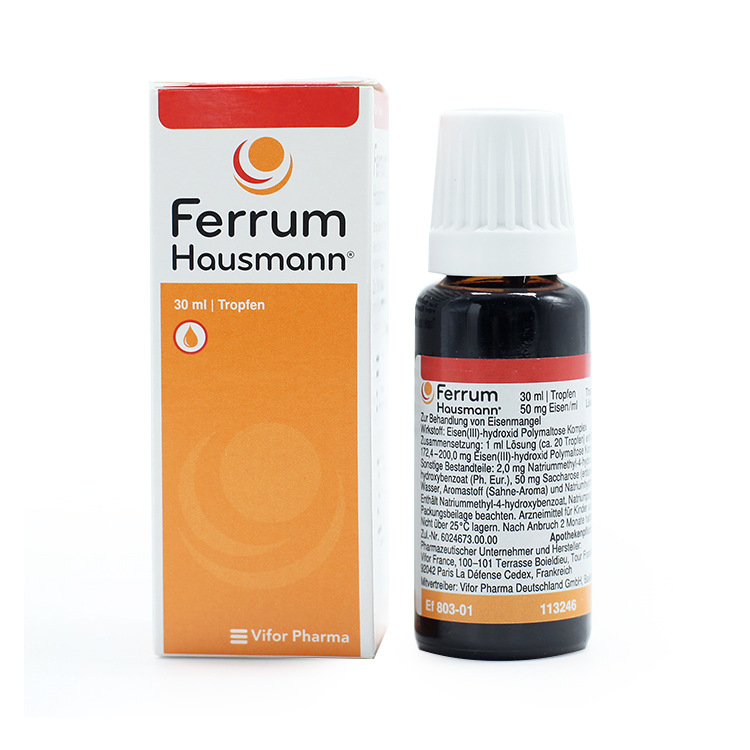 Ferrum
Hausmann®
30 ml | Tropfen
Vifor Pharma
Ferrum
Hausmann®
30 ml | Tropfen
50 mg Eisen/ml
Zur Behandlung von Eisenmangel
Wirkstoff: Eisen(III)-hydroxid Polymaltose Komplex
Zusammensetzung: 1 ml Lösung (ca. 20 Tropfen)
172,4–200,0 mg Eisen(III)-hydroxid Polymaltose
Sonstige Bestandteile: 2,0 mg Natriummethyl-4-
hydroxybenzoat (Ph. Eur.), 50 mg Saccharose
Wasser, Aromastoff (Sahne-Aroma) und
Enthält Natriummethyl-4-hydroxybenzoat,
Packungsbeilage beachten. Arzneimittel für Kinder
Nicht über 25°C lagern. Nach Anbruch 2 Monate
Zul.-Nr. 6024673.00.00
Pharmazeutischer Unternehmer und Hersteller
Vifor France, 100–101 Terrasse Boieldieu, Tour
92042 Paris La Défense Cedex, Frankreich
Mitvertreiber: Vifor Pharma Deutschland GmbH,
EI 803-01 113246